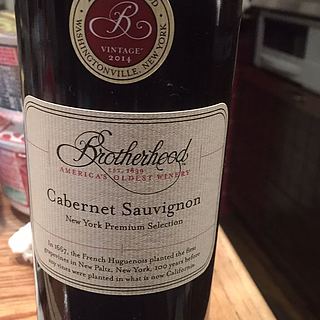 R
VINTAGE
2014
WASHINGTONVILLE, NEW YORK
Brotherhood
EST. 1839
AMERICA'S OLDEST WINERY
Cabernet Sauvignon
New York Premium Selection
In 1667, the French Huguenots planted the first
grapevines in New Paltz, New York, 100 years before
any vines were planted in what is now California